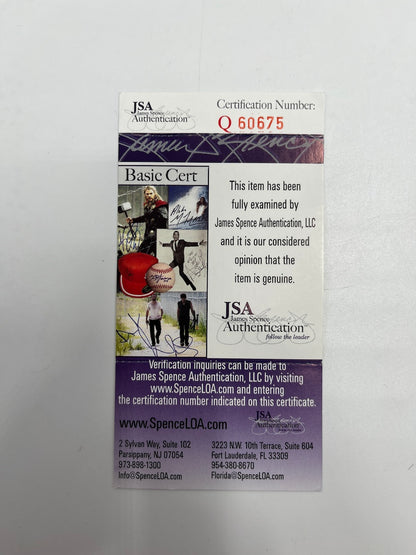 JSA
James Spence
Authentication
Certification Number:
Q 60675
James Spence
Basic Cert
This item has been
fully examined by
James Spence Authentication, LLC
and it is our considered
opinion that the
item is genuine.
JSA
James Spence
Authentication
follow the leader
Verification inquiries can be made to
James Spence Authentication, LLC by visiting
www.SpenceLOA.com and entering
the certification number indicated on this certificate.
www.SpenceLOA.com
JSA
Authentication
2 Sylvan Way, Suite 102
Parsippany, NJ 07054
973-898-1300
Info@SpenceLOA.com
3223 N.W. 10th Terrace, Suite 604
Fort Lauderdale, FL 33309
954-380-8670
Florida@SpenceLOA.com